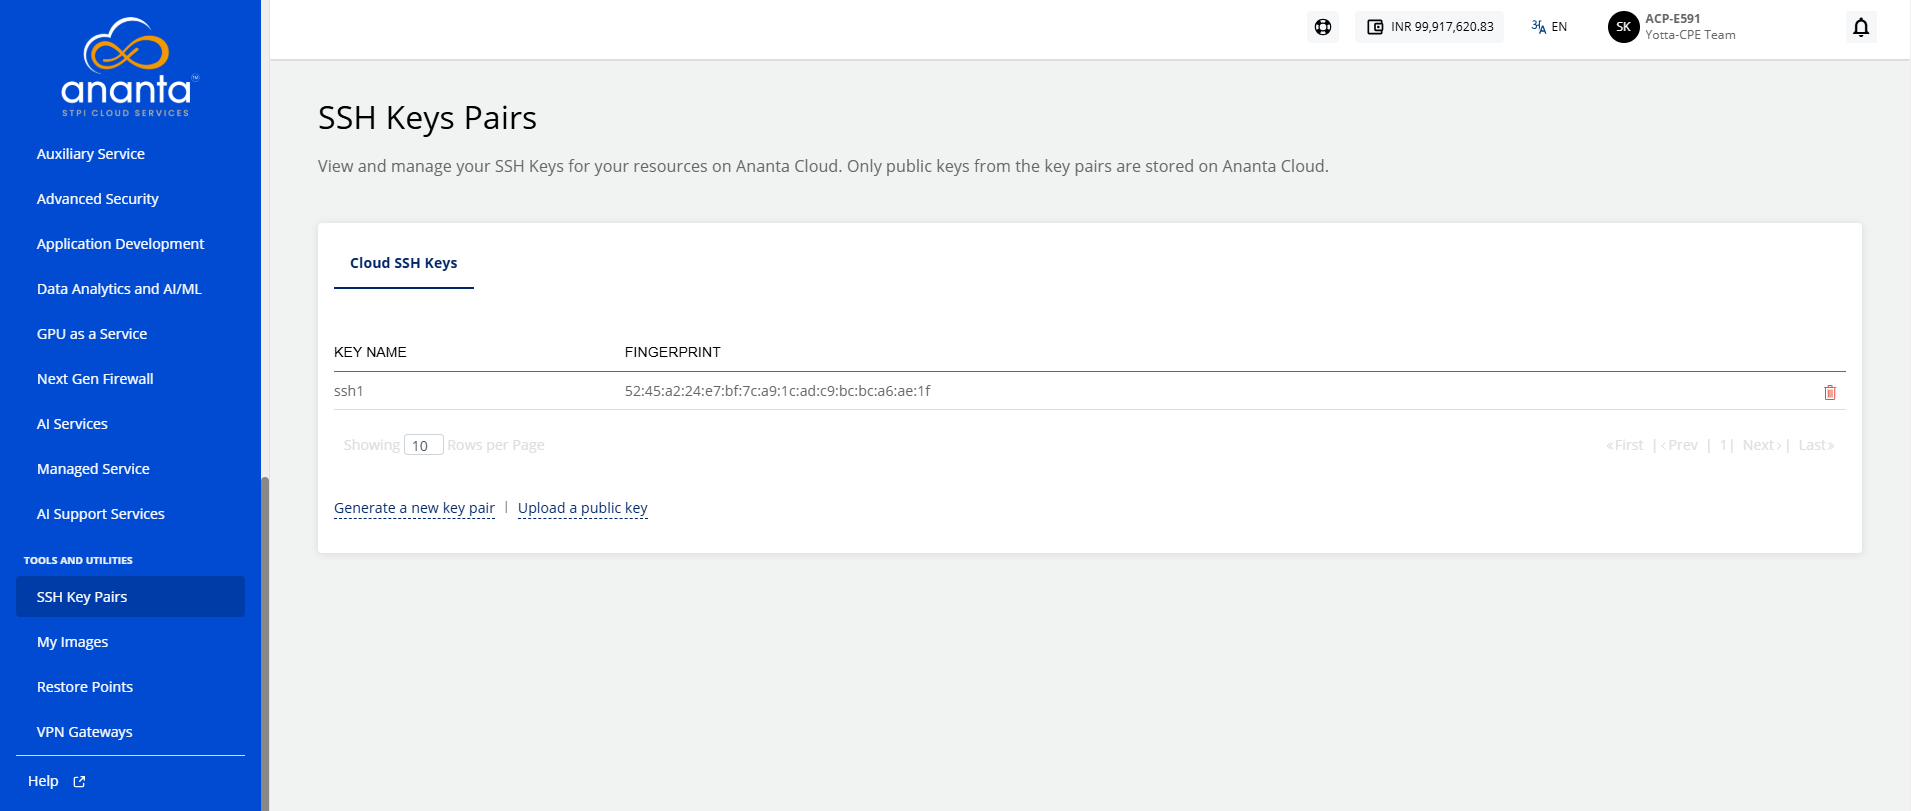 ananta™
STPI CLOUD SERVICES
Auxiliary Service
Advanced Security
Application Development
Data Analytics and AI/ML
GPU as a Service
Next Gen Firewall
AI Services
Managed Service
AI Support Services
TOOLS AND UTILITIES
SSH Key Pairs
My Images
Restore Points
VPN Gateways
Help
INR 99,917,620.83
EN
SK
ACP-E591
Yotta-CPE Team
SSH Keys Pairs
View and manage your SSH Keys for your resources on Ananta Cloud. Only public keys from the key pairs are stored on Ananta Cloud.
Cloud SSH Keys
KEY NAME FINGERPRINT
ssh1 52:45:a2:24:e7:bf:7c:a9:1c:ad:c9:bc:bc:a6:ae:1f
Showing 10 Rows per Page «First | ‹Prev | 1 | Next› | Last»
Generate a new key pair | Upload a public key